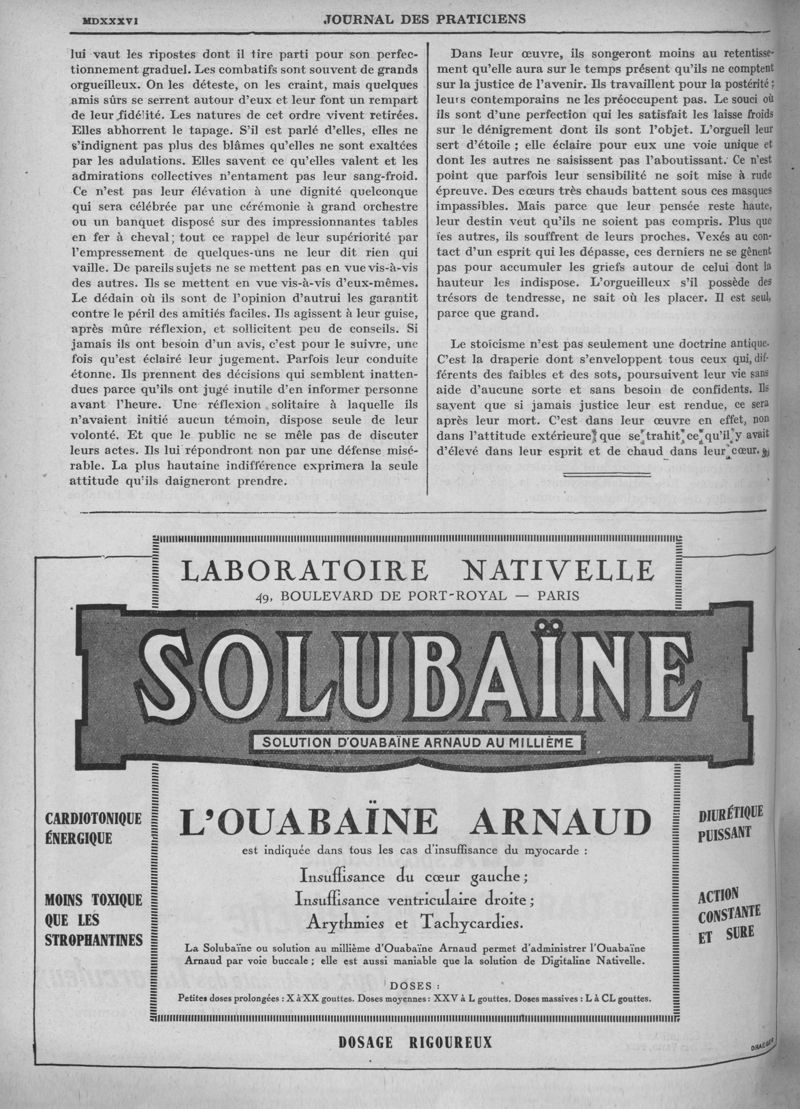 MDXXXVI JOURNAL DES PRATICIENS
lui vaut les ripostes dont il tire parti pour son perfec-
tionnement graduel. Les combatifs sont souvent de grands
orgueilleux. On les déteste, on les craint, mais quelques
amis sûrs se serrent autour d'eux et leur font un rempart
de leur fidélité. Les natures de cet ordre vivent retirées.
Elles abhorrent le tapage. S'il est parlé d'elles, elles ne
s'indignent pas plus des blâmes qu'elles ne sont exaltées
par les adulations. Elles savent ce qu'elles valent et les
admirations collectives n'entament pas leur sang-froid.
Ce n'est pas leur élévation à une dignité quelconque
qui sera célébrée par une cérémonie à grand orchestre
ou un banquet disposé sur des impressionnantes tables
en fer à cheval; tout ce rappel de leur supériorité par
l'empressement de quelques-uns ne leur dit rien qui
vaille. De pareils sujets ne se mettent pas en vue vis-à-vis
des autres. Ils se mettent en vue vis-à-vis d'eux-mêmes.
Le dédain où ils sont de l'opinion d'autrui les garantit
contre le péril des amitiés faciles. Ils agissent à leur guise,
après mûre réflexion, et sollicitent peu de conseils. Si
jamais ils ont besoin d'un avis, c'est pour le suivre, une
fois qu'est éclairé leur jugement. Parfois leur conduite
étonne. Ils prennent des décisions qui semblent inatten-
dues parce qu'ils ont jugé inutile d'en informer personne
avant l'heure. Une réflexion solitaire à laquelle ils
n'avaient initié aucun témoin, dispose seule de leur
volonté. Et que le public ne se mêle pas de discuter
leurs actes. Ils lui répondront non par une défense misé-
rable. La plus hautaine indifférence exprimera la seule
attitude qu'ils daigneront prendre.
Dans leur œuvre, ils songeront moins au retentisse-
ment qu'elle aura sur le temps présent qu'ils ne comptent
sur la justice de l'avenir. Ils travaillent pour la postérité;
leurs contemporains ne les préoccupent pas. Le souci où
ils sont d'une perfection qui les satisfait les laisse froids
sur le dénigrement dont ils sont l'objet. L'orgueil leur
sert d'étoile; elle éclaire pour eux une voie unique et
dont les autres ne saisissent pas l'aboutissant. Ce n'est
point que parfois leur sensibilité ne soit mise à rude
épreuve. Des cœurs très chauds battent sous ces masques
impassibles. Mais parce que leur pensée reste haute,
leur destin veut qu'ils ne soient pas compris. Plus que
les autres, ils souffrent de leurs proches. Vexés au con-
tact d'un esprit qui les dépasse, ces derniers ne se gênent
pas pour accumuler les griefs autour de celui dont la
hauteur les indispose. L'orgueilleux s'il possède des
trésors de tendresse, ne sait où les placer. Il est seul,
parce que grand.
Le stoïcisme n'est pas seulement une doctrine antique.
C'est la draperie dont s'enveloppent tous ceux qui, dif-
férents des faibles et des sots, poursuivent leur vie sans
aide d'aucune sorte et sans besoin de confidents. Ils
savent que si jamais justice leur est rendue, ce sera
après leur mort. C'est dans leur œuvre en effet, non
dans l'attitude extérieure que se trahit ce qu'il y avait
d'élevé dans leur esprit et de chaud dans leur cœur.
LABORATOIRE NATIVELLE
49, BOULEVARD DE PORT-ROYAL — PARIS
SOLUBAÏNE
SOLUTION D'OUABAÏNE ARNAUD AU MILLIÈME
CARDIOTONIQUE
ÉNERGIQUE
MOINS TOXIQUE
QUE LES
STROPHANTINES
L'OUABAÏNE ARNAUD
est indiquée dans tous les cas d'insuffisance du myocarde :
Insuffisance du cœur gauche;
Insuffisance ventriculaire droite;
Arythmies et Tachycardies.
La Solubaïne ou solution au millième d'Ouabaïne Arnaud permet d'administrer l'Ouabaïne
Arnaud par voie buccale; elle est aussi maniable que la solution de Digitaline Nativelle.
DOSES :
Petites doses prolongées : X à XX gouttes. Doses moyennes : XXV à L gouttes. Doses massives : L à CL gouttes.
DIURÉTIQUE
PUISSANT
ACTION
CONSTANTE
ET SURE
DOSAGE RIGOUREUX
DRAEGER